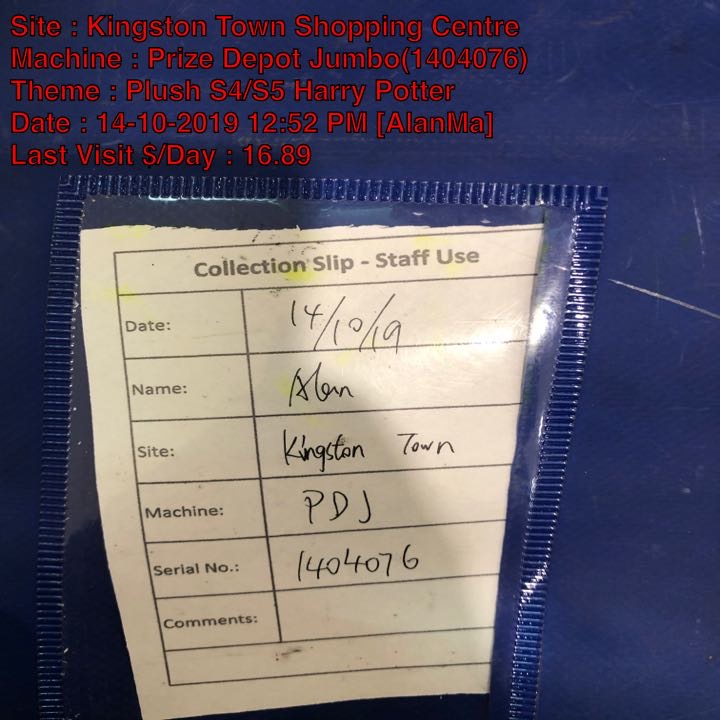 Site : Kingston Town Shopping Centre
Machine : Prize Depot Jumbo(1404076)
Theme : Plush S4/S5 Harry Potter
Date : 14-10-2019 12:52 PM [AlanMa]
Last Visit $/Day : 16.89
Collection Slip - Staff Use
Date: 14/10/19
Name: Alan
Site: Kingston Town
Machine: PDJ
Serial No.: 1404076
Comments: